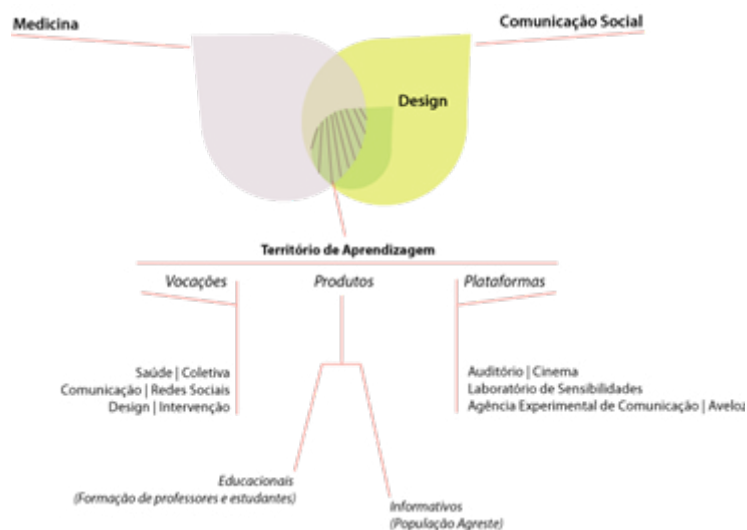 Medicina
Comunicação Social
Design
Território de Aprendizagem
Vocações
Produtos
Plataformas
Saúde | Coletiva
Comunicação | Redes Sociais
Design | Intervenção
Auditório | Cinema
Laboratório de Sensibilidades
Agência Experimental de Comunicação | Aveloz
Educacionais
(Formação de professores e estudantes)
Informativos
(População Agreste)